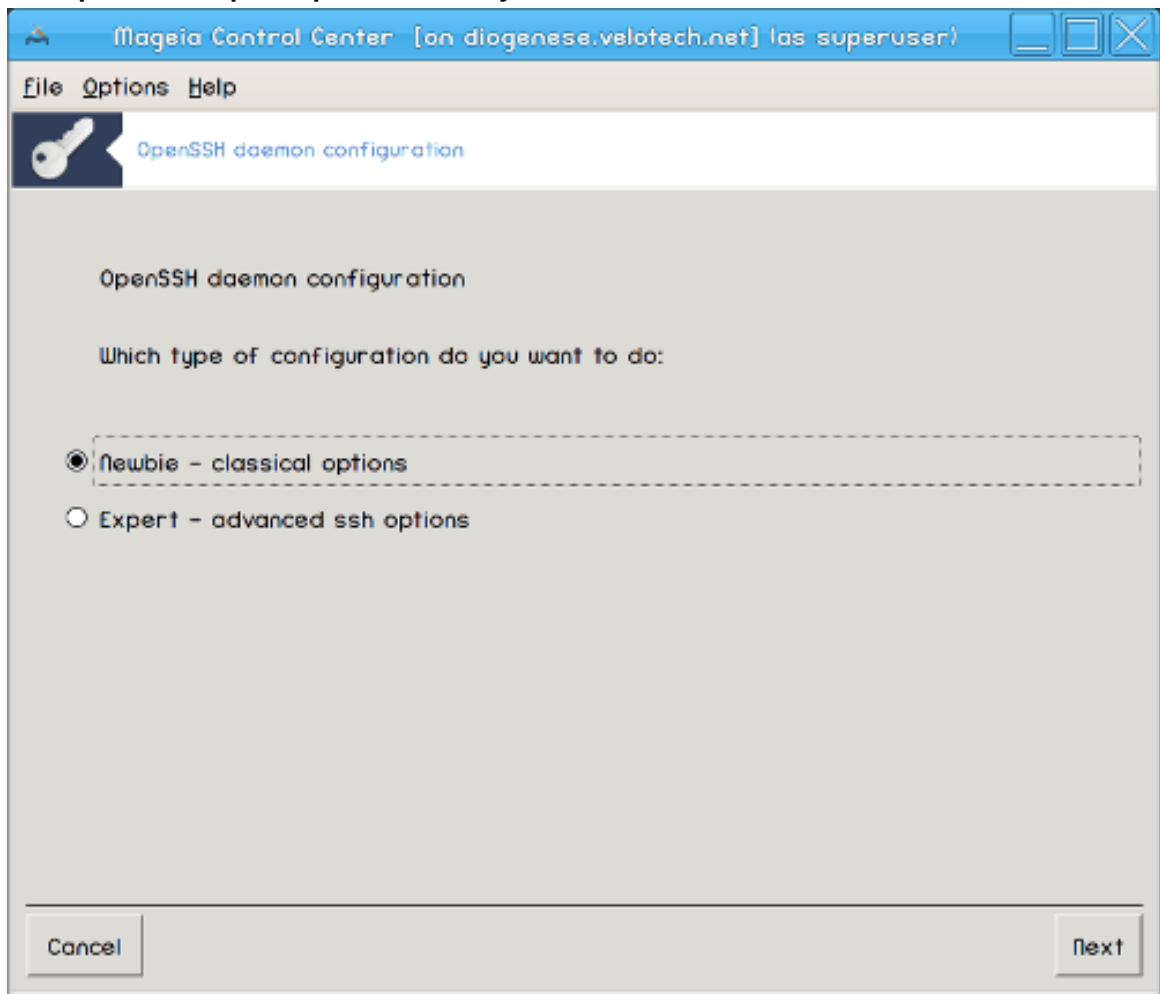 Mageia Control Center [on diogenese.velotech.net] (as superuser)
File Options Help
OpenSSH daemon configuration
OpenSSH daemon configuration
Which type of configuration do you want to do:
Newbie - classical options
Expert - advanced ssh options
Cancel Next